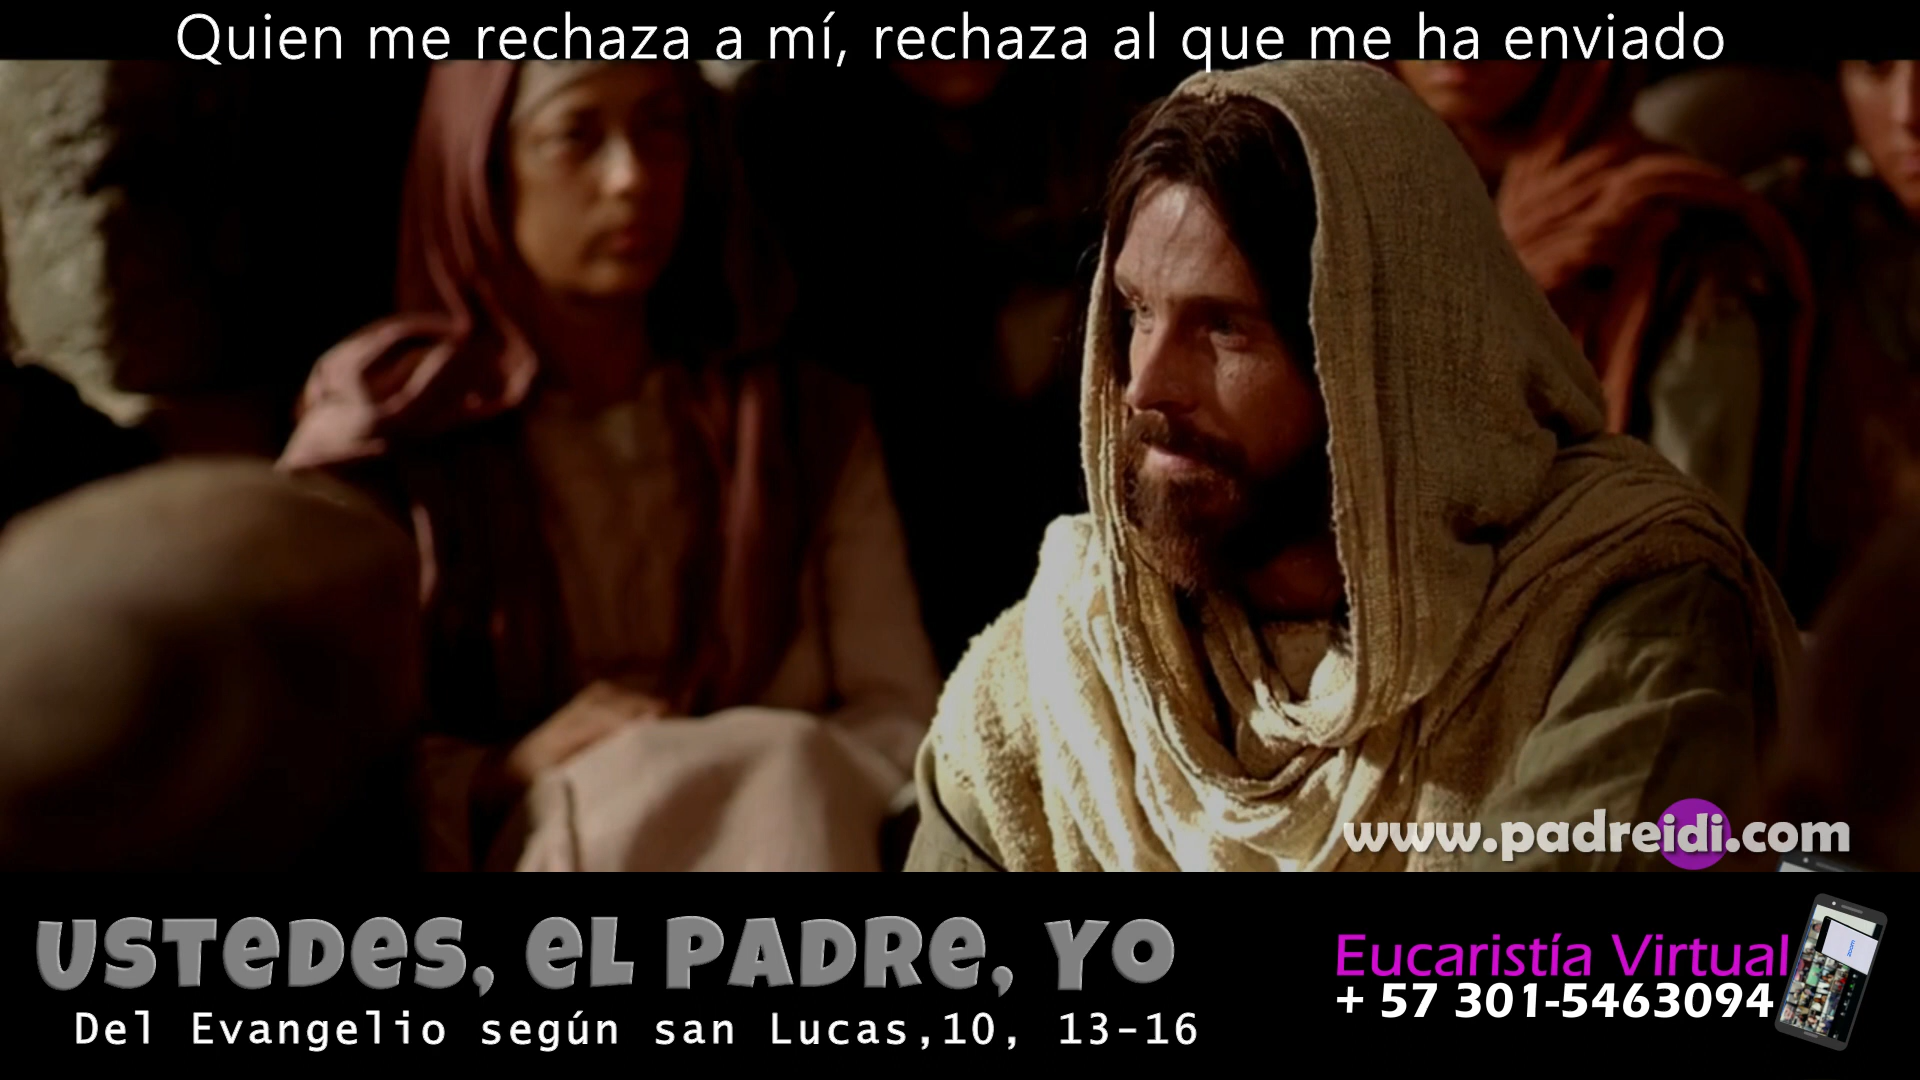 Quien me rechaza a mí, rechaza al que me ha enviado
www.padreidi.com
USTEDES, EL PADRE, YO
Del Evangelio según san Lucas,10, 13-16
Eucaristía Virtual
+ 57 301-5463094
zoom